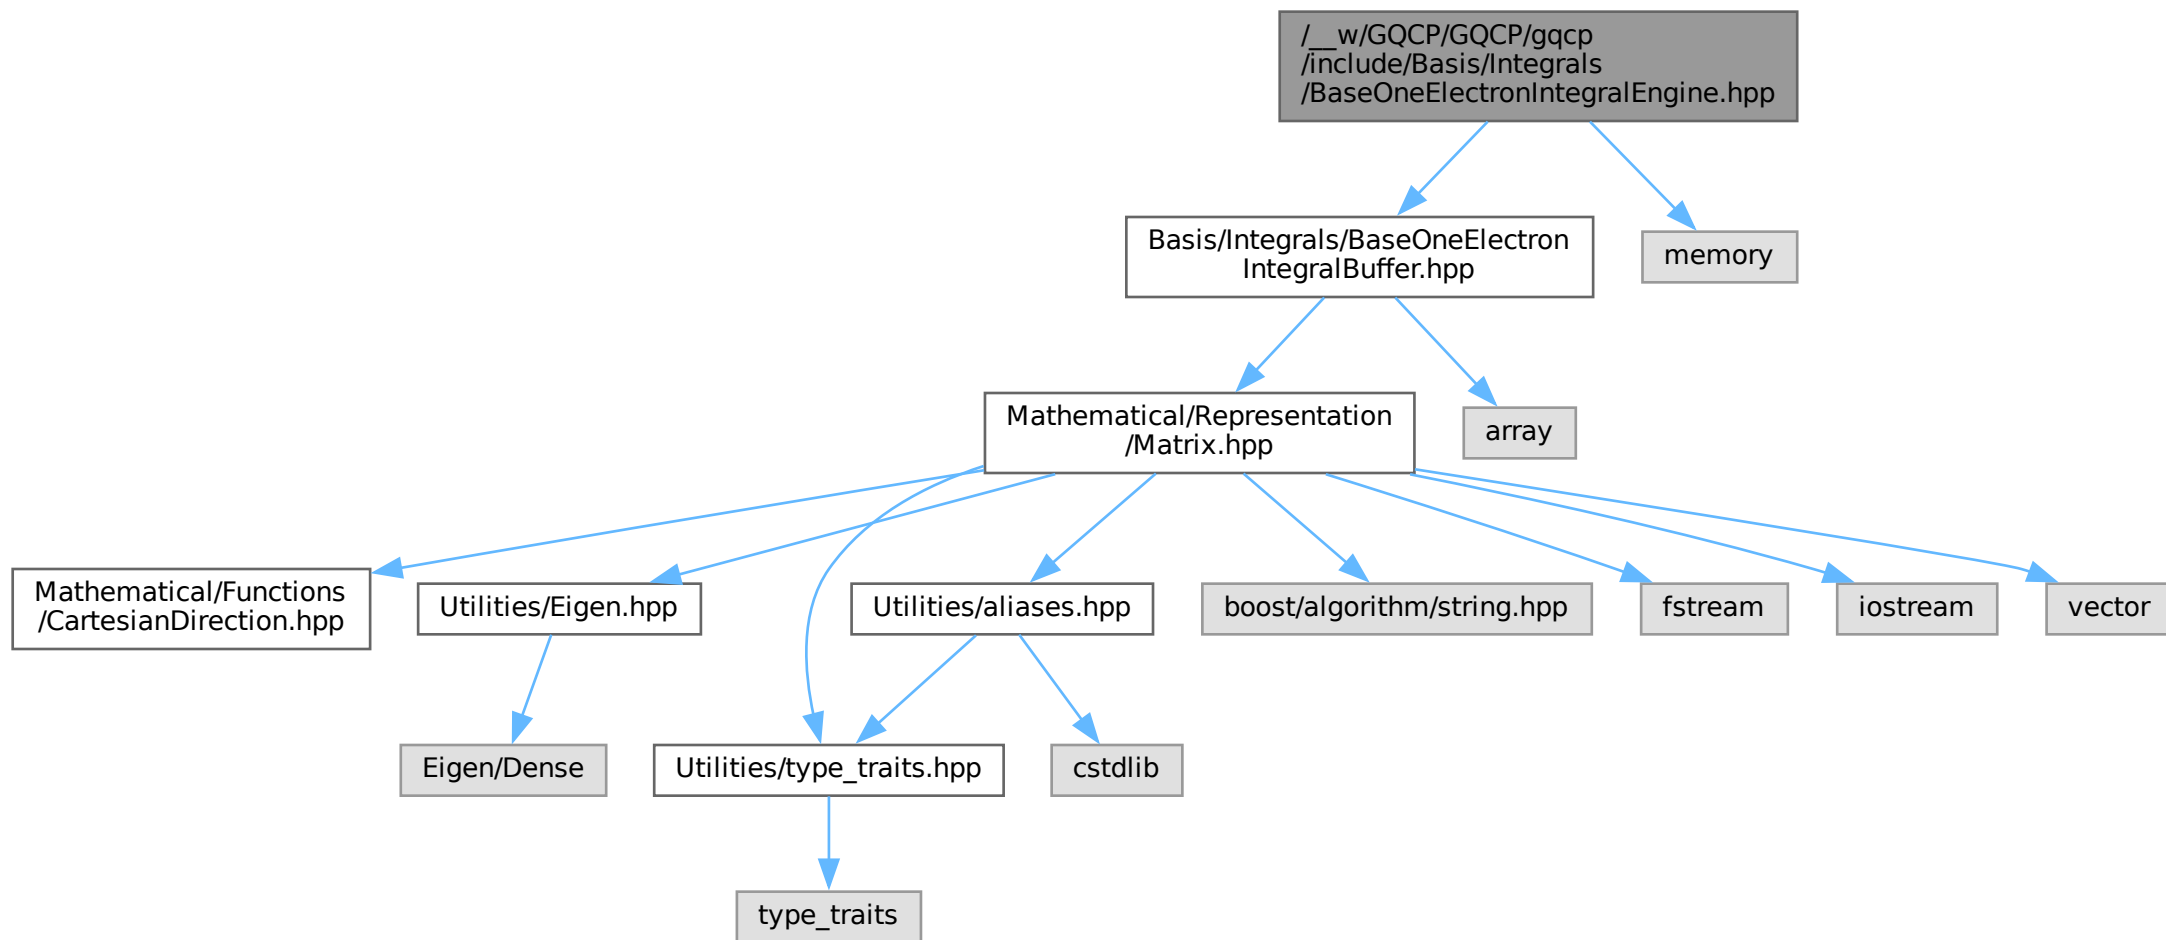 /__w/GQCP/GQCP/gqcp
/include/Basis/Integrals
/BaseOneElectronIntegralEngine.hpp
Basis/Integrals/BaseOneElectron
IntegralBuffer.hpp
memory
Mathematical/Representation
/Matrix.hpp
array
Mathematical/Functions
/CartesianDirection.hpp
Utilities/Eigen.hpp
Utilities/aliases.hpp
boost/algorithm/string.hpp
fstream
iostream
vector
Eigen/Dense
Utilities/type_traits.hpp
cstdlib
type_traits